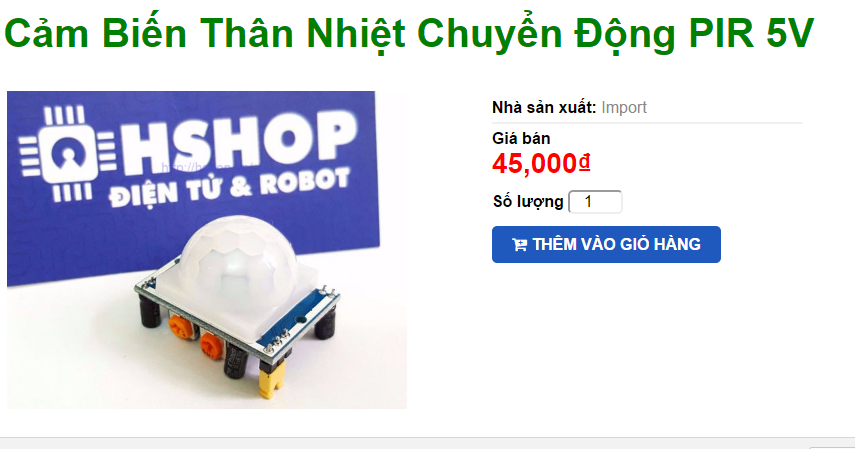 Cảm Biến Thân Nhiệt Chuyển Động PIR 5V
HSHOP
ĐIỆN TỬ & ROBOT
Nhà sản xuất: Import
Giá bán
45,000₫
Số lượng 1
THÊM VÀO GIỎ HÀNG